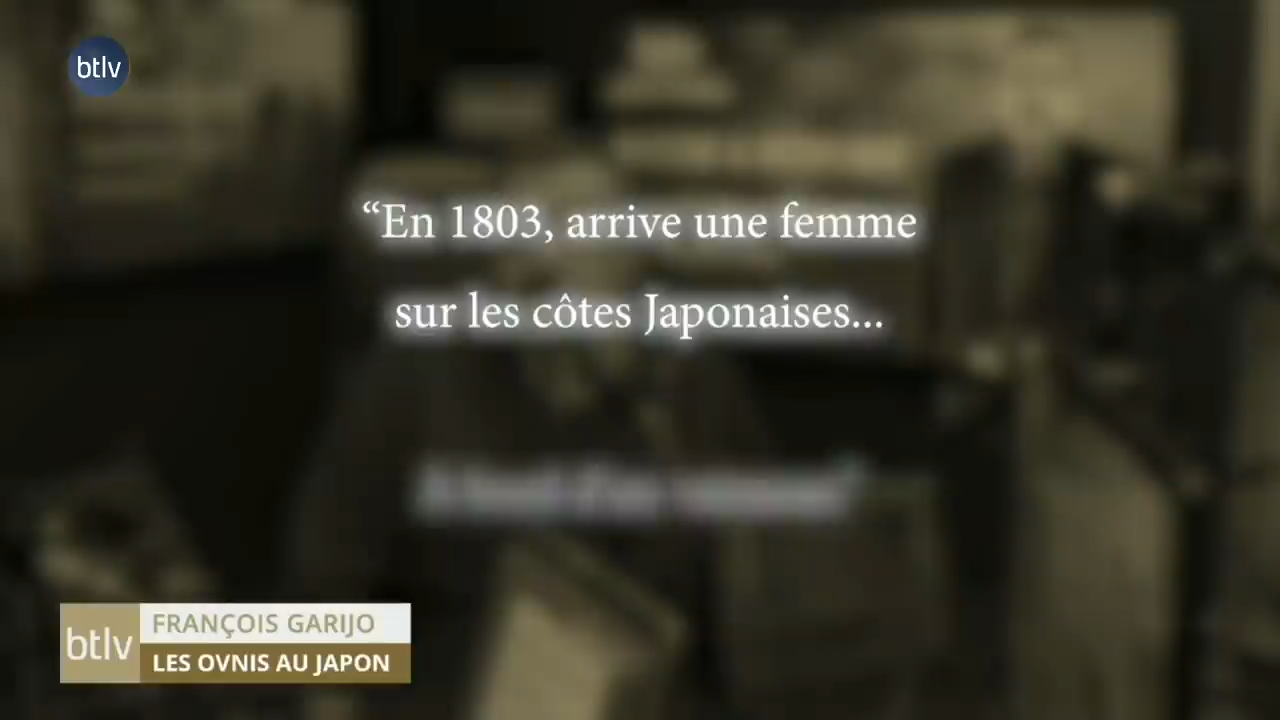 btlv
“En 1803, arrive une femme
sur les côtes Japonaises...
btlv
FRANÇOIS GARIJO
LES OVNIS AU JAPON